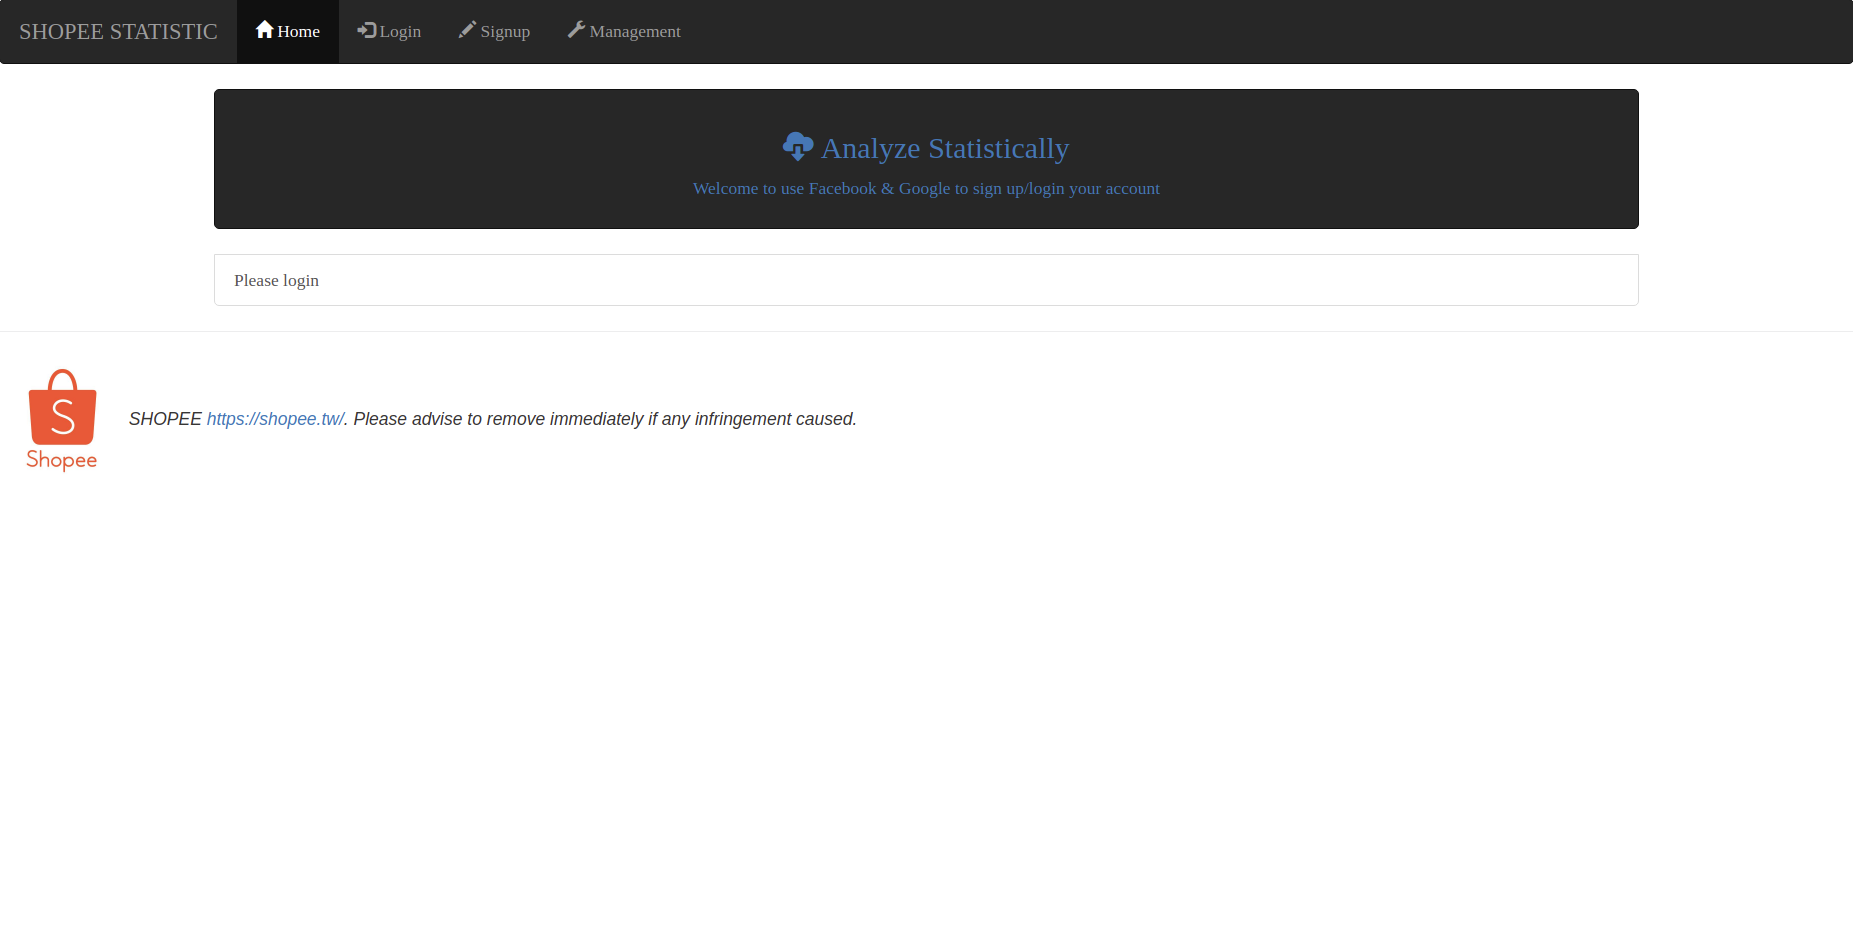 SHOPEE STATISTIC Home Login Signup Management
Analyze Statistically
Welcome to use Facebook & Google to sign up/login your account
Please login
S
Shopee
SHOPEE https://shopee.tw/. Please advise to remove immediately if any infringement caused.